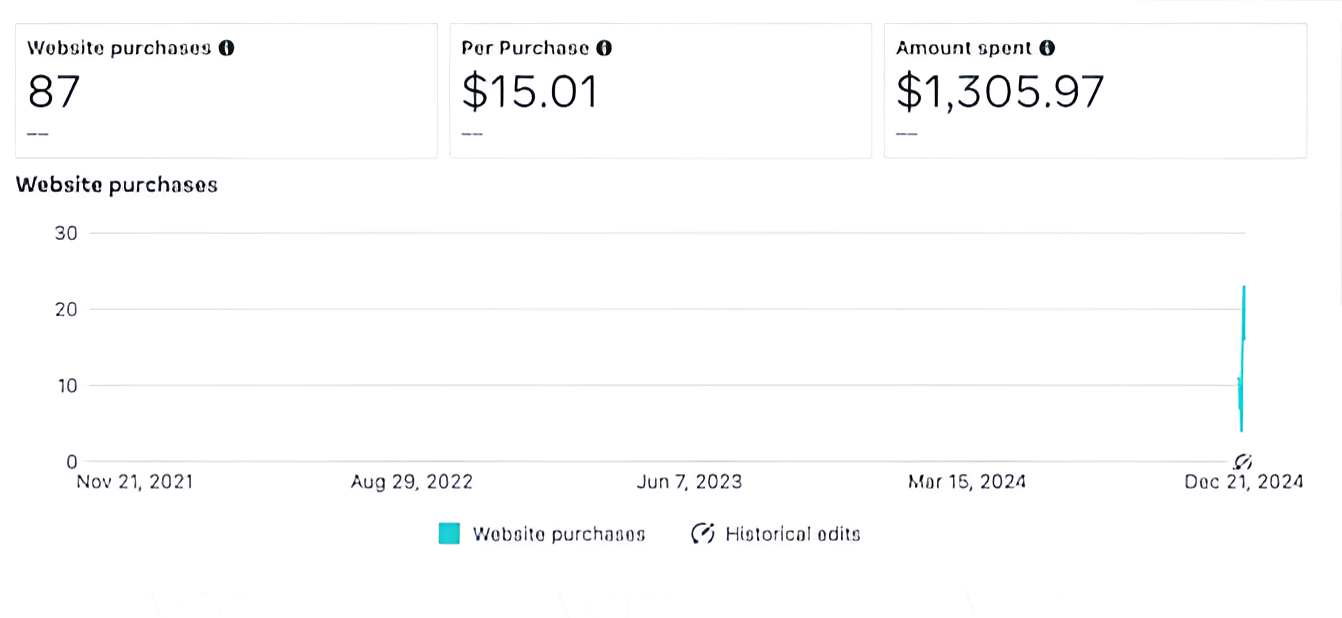 Website purchases
87
--
Per Purchase
$15.01
--
Amount spent
$1,305.97
--
Website purchases
30
20
10
0
Nov 21, 2021 Aug 29, 2022 Jun 7, 2023 Mar 15, 2024 Dec 21, 2024
Website purchases Historical edits